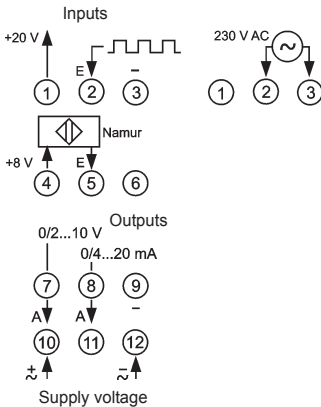 Inputs
+20 V
230 V AC
~
E
–
1 2 3
1 2 3
Namur
+8 V
E
4 5 6
Outputs
0/2...10 V
0/4...20 mA
7 8 9
A A –
10 11 12
+
~
–
~
Supply voltage